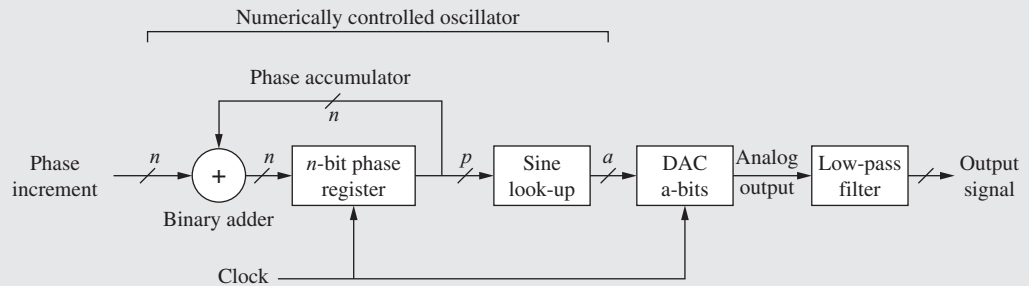 Numerically controlled oscillator
Phase accumulator
n
Phase
increment
n
+
Binary adder
n
n-bit phase
register
p
Sine
look-up
a
DAC
a-bits
Analog
output
Low-pass
filter
Output
signal
Clock